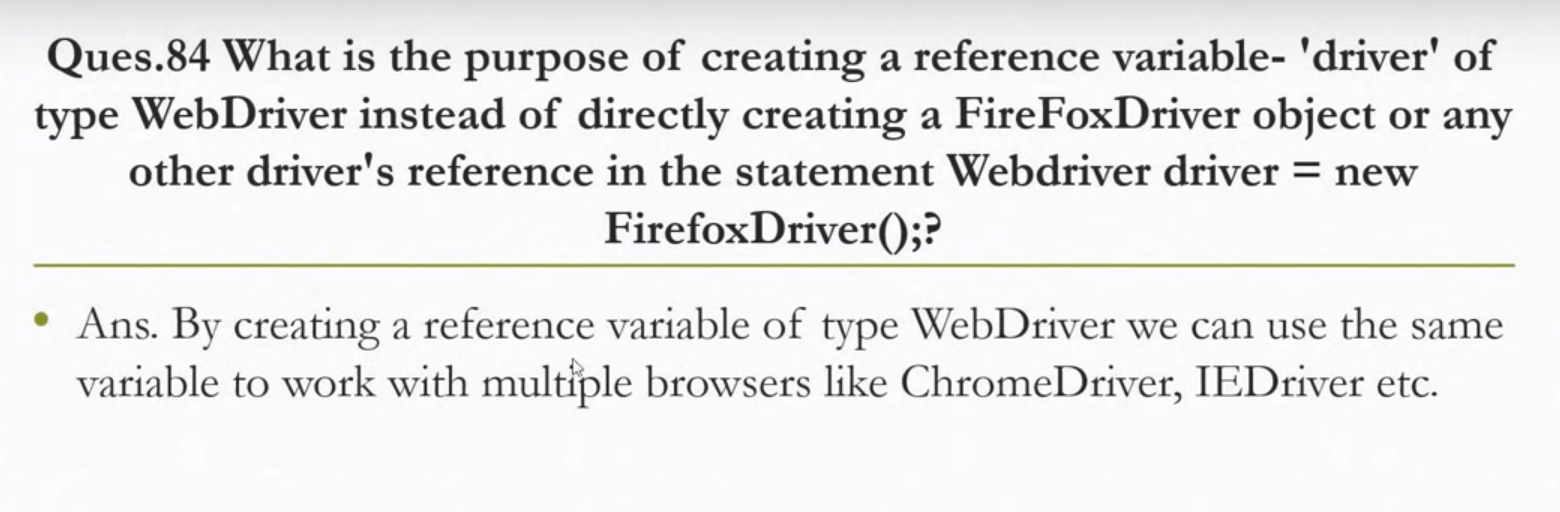 Ques.84 What is the purpose of creating a reference variable- 'driver' of
type WebDriver instead of directly creating a FireFoxDriver object or any
other driver's reference in the statement Webdriver driver = new
FirefoxDriver();?
• Ans. By creating a reference variable of type WebDriver we can use the same
variable to work with multiple browsers like ChromeDriver, IEDriver etc.